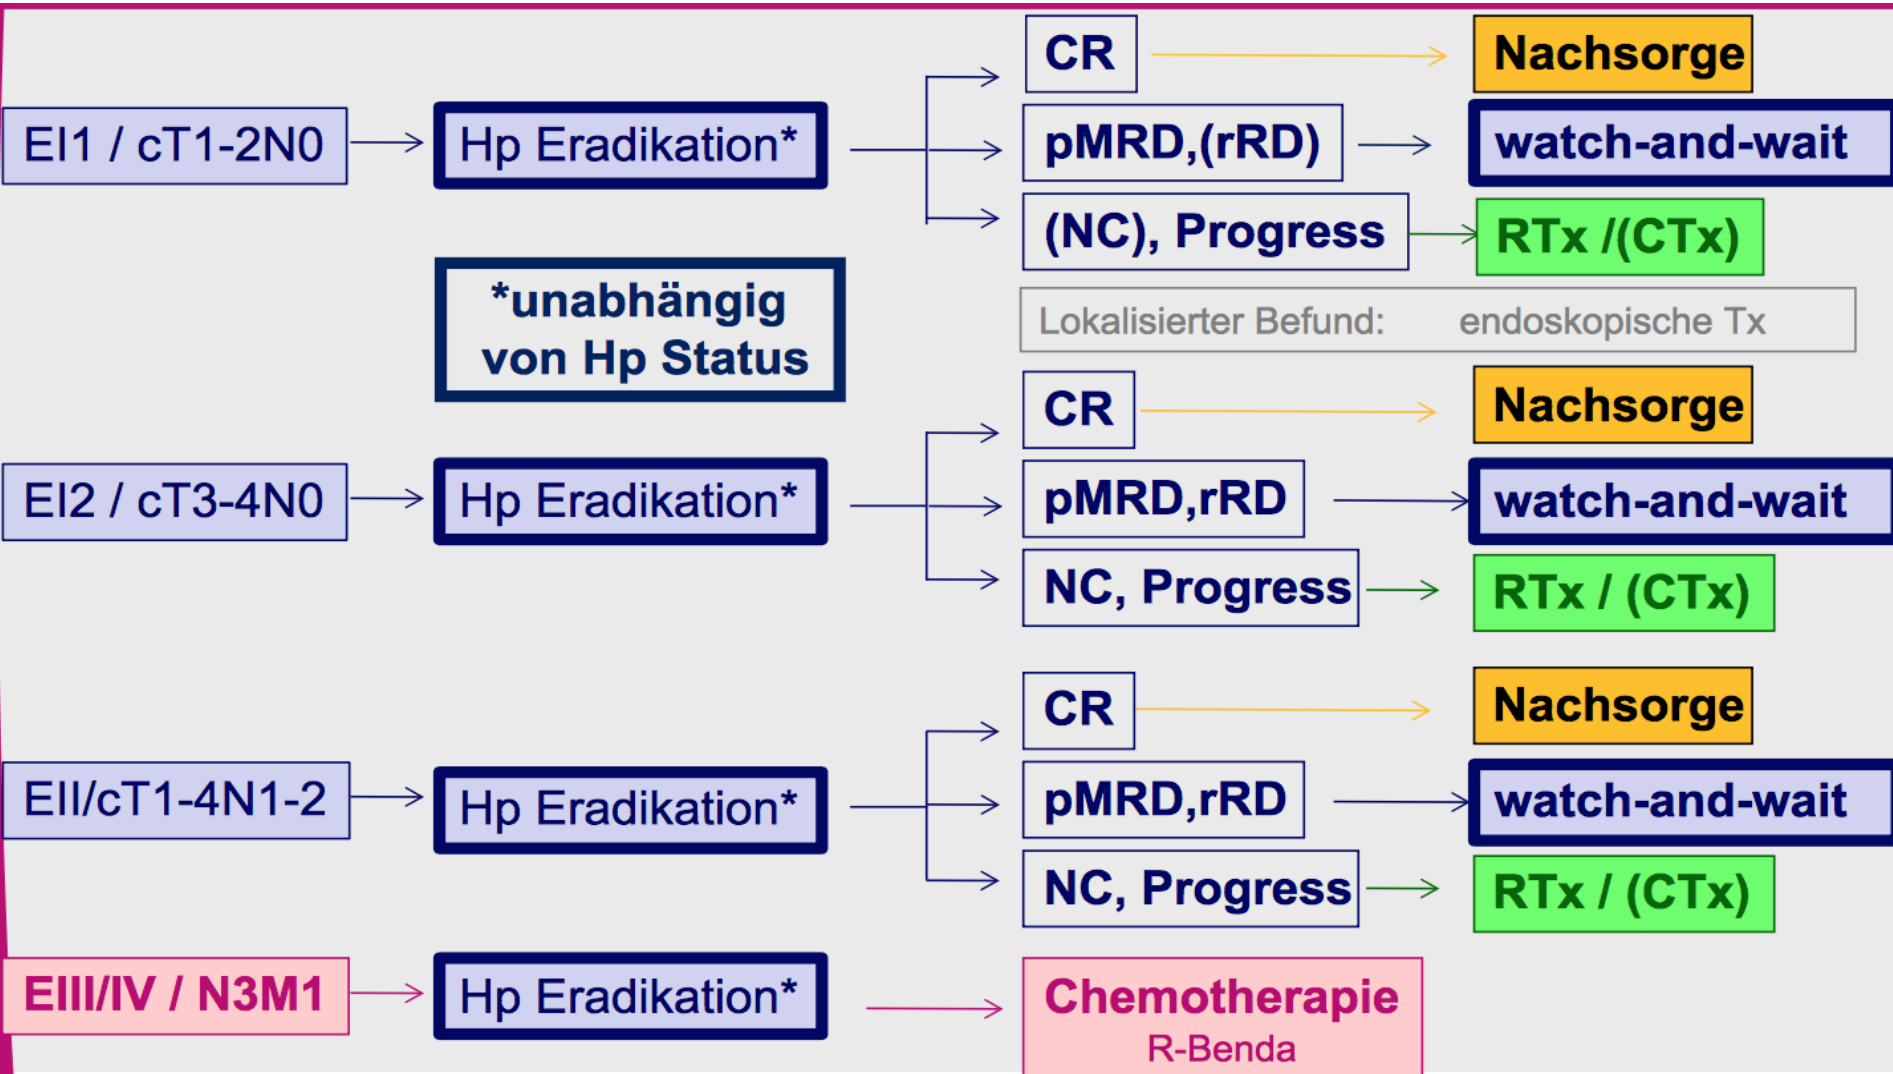 EI1 / cT1-2N0
Hp Eradikation*
CR
Nachsorge
pMRD,(rRD)
watch-and-wait
(NC), Progress
RTx /(CTx)
*unabhängig
von Hp Status
Lokalisierter Befund: endoskopische Tx
EI2 / cT3-4N0
Hp Eradikation*
CR
Nachsorge
pMRD,rRD
watch-and-wait
NC, Progress
RTx / (CTx)
EII/cT1-4N1-2
Hp Eradikation*
CR
Nachsorge
pMRD,rRD
watch-and-wait
NC, Progress
RTx / (CTx)
EIII/IV / N3M1
Hp Eradikation*
Chemotherapie
R-Benda